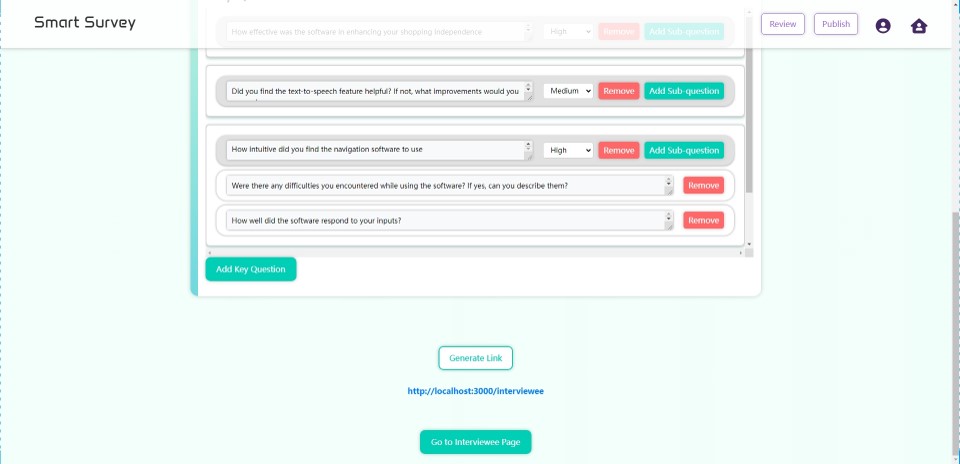 Smart Survey
Review
Publish
How effective was the software in enhancing your shopping independence
High
Remove
Add Sub-question
Did you find the text-to-speech feature helpful? If not, what improvements would you
Medium
Remove
Add Sub-question
How intuitive did you find the navigation software to use
High
Remove
Add Sub-question
Were there any difficulties you encountered while using the software? If yes, can you describe them?
Remove
How well did the software respond to your inputs?
Remove
Add Key Question
Generate Link
http://localhost:3000/interviewee
Go to Interviewee Page